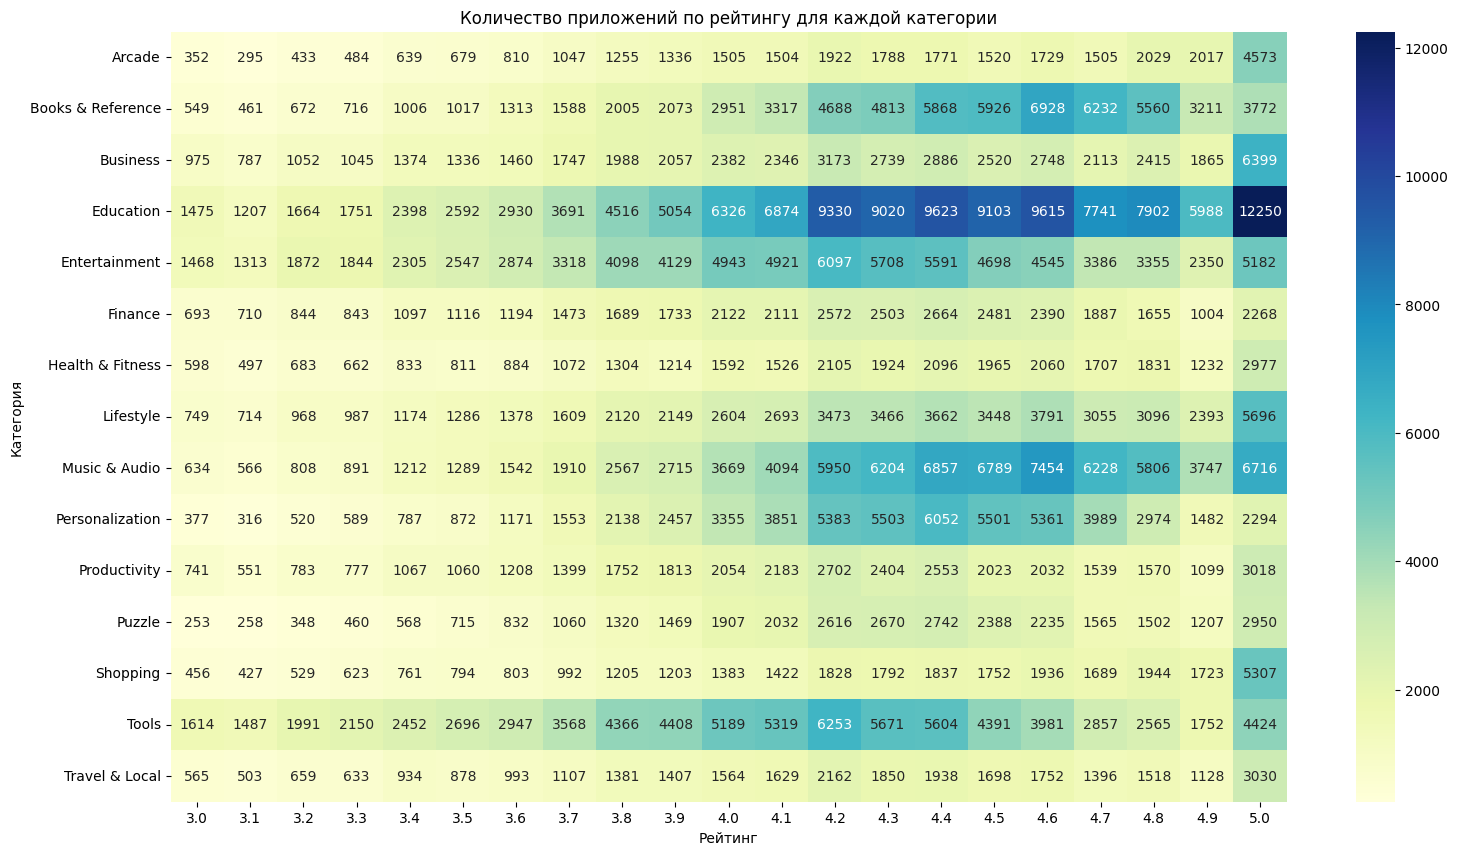 Количество приложений по рейтингу для каждой категории
Arcade 352 295 433 484 639 679 810 1047 1255 1336 1505 1504 1922 1788 1771 1520 1729 1505 2029 2017 4573
Books & Reference 549 461 672 716 1006 1017 1313 1588 2005 2073 2951 3317 4688 4813 5868 5926 6928 6232 5560 3211 3772
Business 975 787 1052 1045 1374 1336 1460 1747 1988 2057 2382 2346 3173 2739 2886 2520 2748 2113 2415 1865 6399
Education 1475 1207 1664 1751 2398 2592 2930 3691 4516 5054 6326 6874 9330 9020 9623 9103 9615 7741 7902 5988 12250
Entertainment 1468 1313 1872 1844 2305 2547 2874 3318 4098 4129 4943 4921 6097 5708 5591 4698 4545 3386 3355 2350 5182
Finance 693 710 844 843 1097 1116 1194 1473 1689 1733 2122 2111 2572 2503 2664 2481 2390 1887 1655 1004 2268
Health & Fitness 598 497 683 662 833 811 884 1072 1304 1214 1592 1526 2105 1924 2096 1965 2060 1707 1831 1232 2977
Lifestyle 749 714 968 987 1174 1286 1378 1609 2120 2149 2604 2693 3473 3466 3662 3448 3791 3055 3096 2393 5696
Music & Audio 634 566 808 891 1212 1289 1542 1910 2567 2715 3669 4094 5950 6204 6857 6789 7454 6228 5806 3747 6716
Personalization 377 316 520 589 787 872 1171 1553 2138 2457 3355 3851 5383 5503 6052 5501 5361 3989 2974 1482 2294
Productivity 741 551 783 777 1067 1060 1208 1399 1752 1813 2054 2183 2702 2404 2553 2023 2032 1539 1570 1099 3018
Puzzle 253 258 348 460 568 715 832 1060 1320 1469 1907 2032 2616 2670 2742 2388 2235 1565 1502 1207 2950
Shopping 456 427 529 623 761 794 803 992 1205 1203 1383 1422 1828 1792 1837 1752 1936 1689 1944 1723 5307
Tools 1614 1487 1991 2150 2452 2696 2947 3568 4366 4408 5189 5319 6253 5671 5604 4391 3981 2857 2565 1752 4424
Travel & Local 565 503 659 633 934 878 993 1107 1381 1407 1564 1629 2162 1850 1938 1698 1752 1396 1518 1128 3030
3.0 3.1 3.2 3.3 3.4 3.5 3.6 3.7 3.8 3.9 4.0 4.1 4.2 4.3 4.4 4.5 4.6 4.7 4.8 4.9 5.0
Рейтинг
Категория
12000
10000
8000
6000
4000
2000